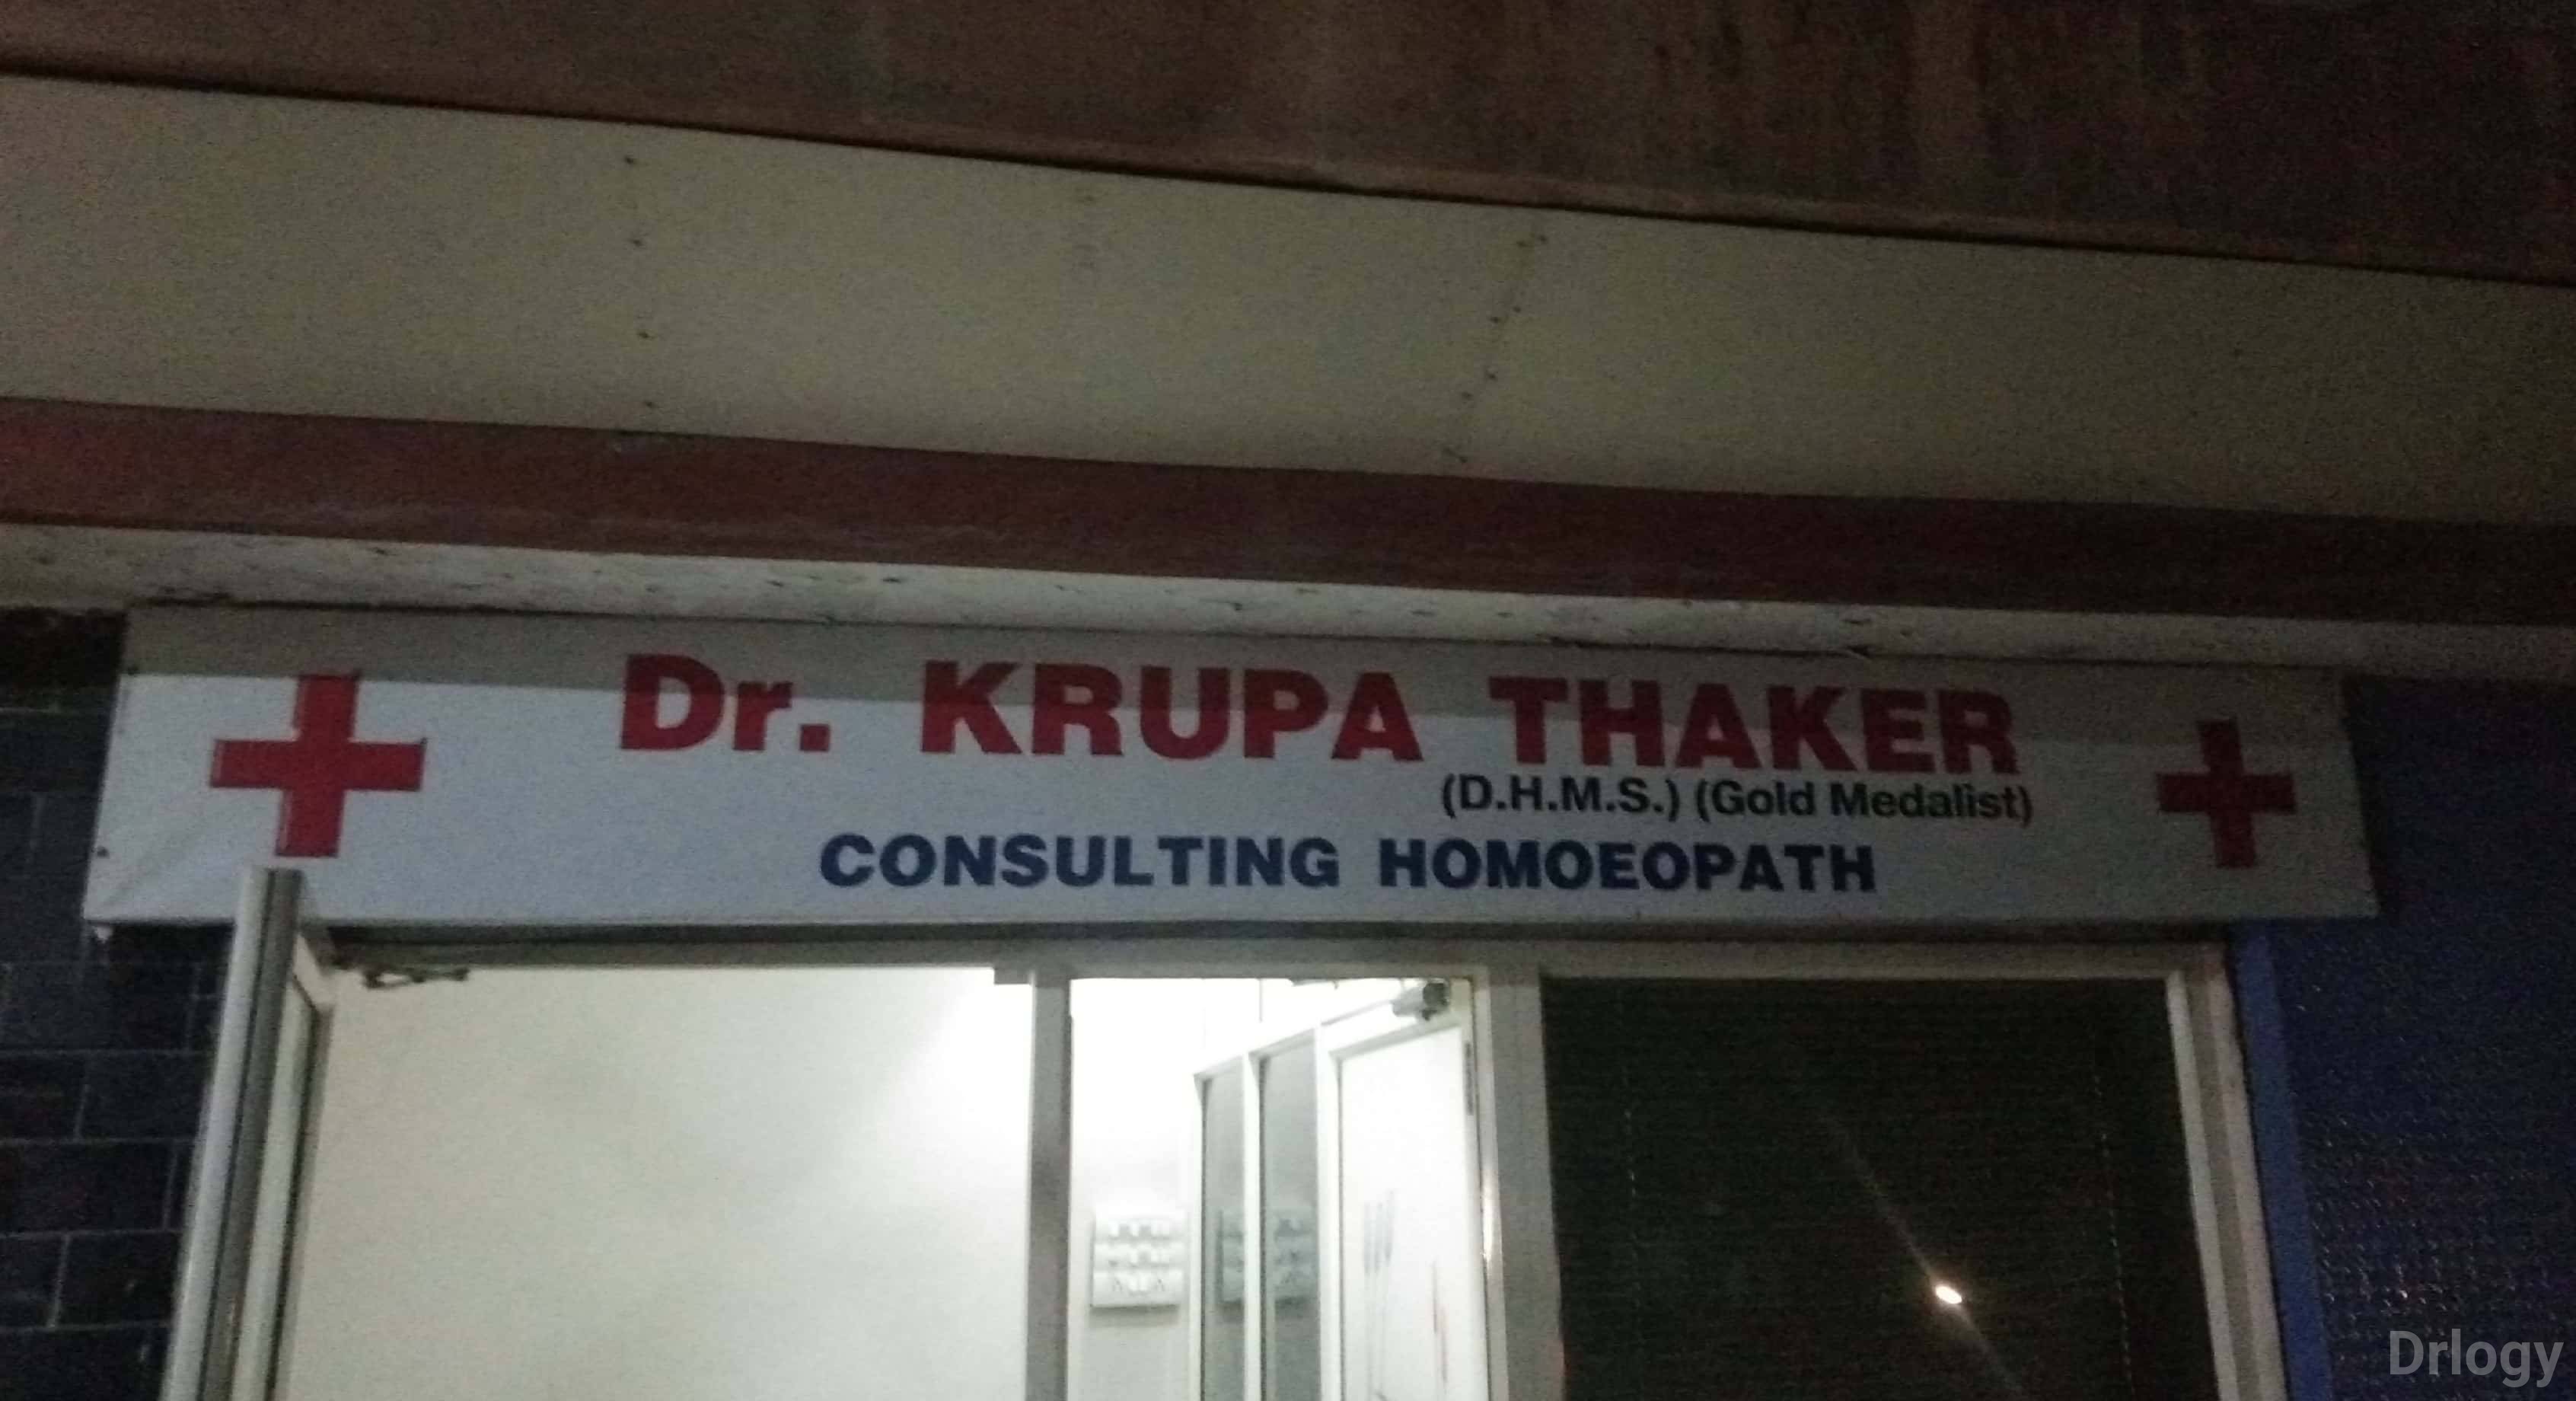 Dr. KRUPA THAKER
(D.H.M.S.) (Gold Medalist)
CONSULTING HOMOEOPATH
Drlogy